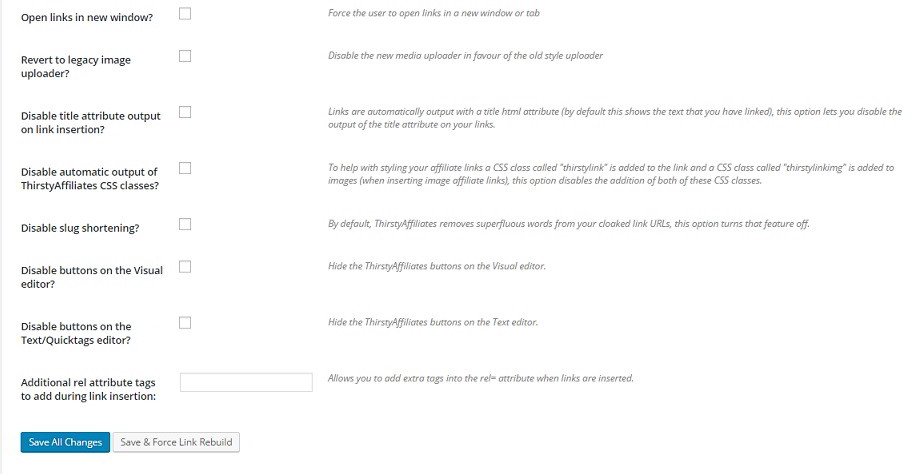 Open links in new window?
Force the user to open links in a new window or tab
Revert to legacy image
uploader?
Disable the new media uploader in favour of the old style uploader
Disable title attribute output
on link insertion?
Links are automatically output with a title html attribute (by default this shows the text that you have linked), this option lets you disable the
output of the title attribute on your links.
Disable automatic output of
ThirstyAffiliates CSS classes?
To help with styling your affiliate links a CSS class called "thirstylink" is added to the link and a CSS class called "thirstylinkimg" is added to
images (when inserting image affiliate links), this option disables the addition of both of these CSS classes.
Disable slug shortening?
By default, ThirstyAffiliates removes superfluous words from your cloaked link URLs, this option turns that feature off.
Disable buttons on the Visual
editor?
Hide the ThirstyAffiliates buttons on the Visual editor.
Disable buttons on the
Text/Quicktags editor?
Hide the ThirstyAffiliates buttons on the Text editor.
Additional rel attribute tags
to add during link insertion:
Allows you to add extra tags into the rel= attribute when links are inserted.
Save All Changes
Save & Force Link Rebuild